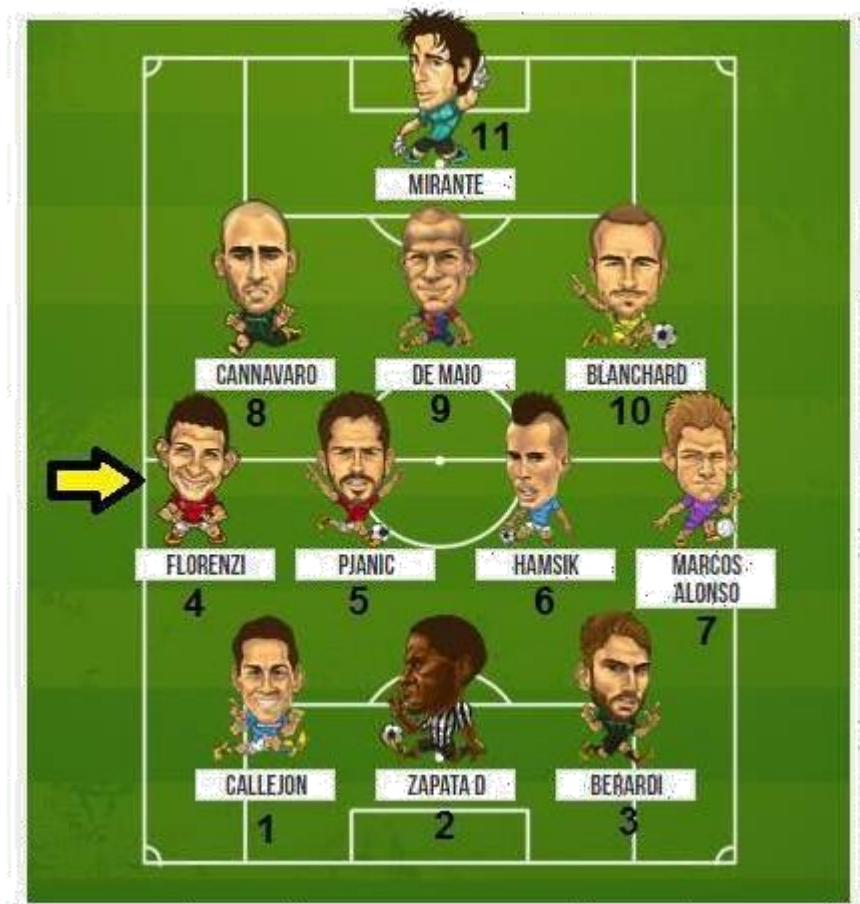 11
MIRANTE
CANNAVARO
DE MAIO
BLANCHARD
8
9
10
FLORENZI
PJANIC
HAMSIK
MARCOS
ALONSO
4
5
6
7
CALLEJON
ZAPATA D
BERARDI
1
2
3